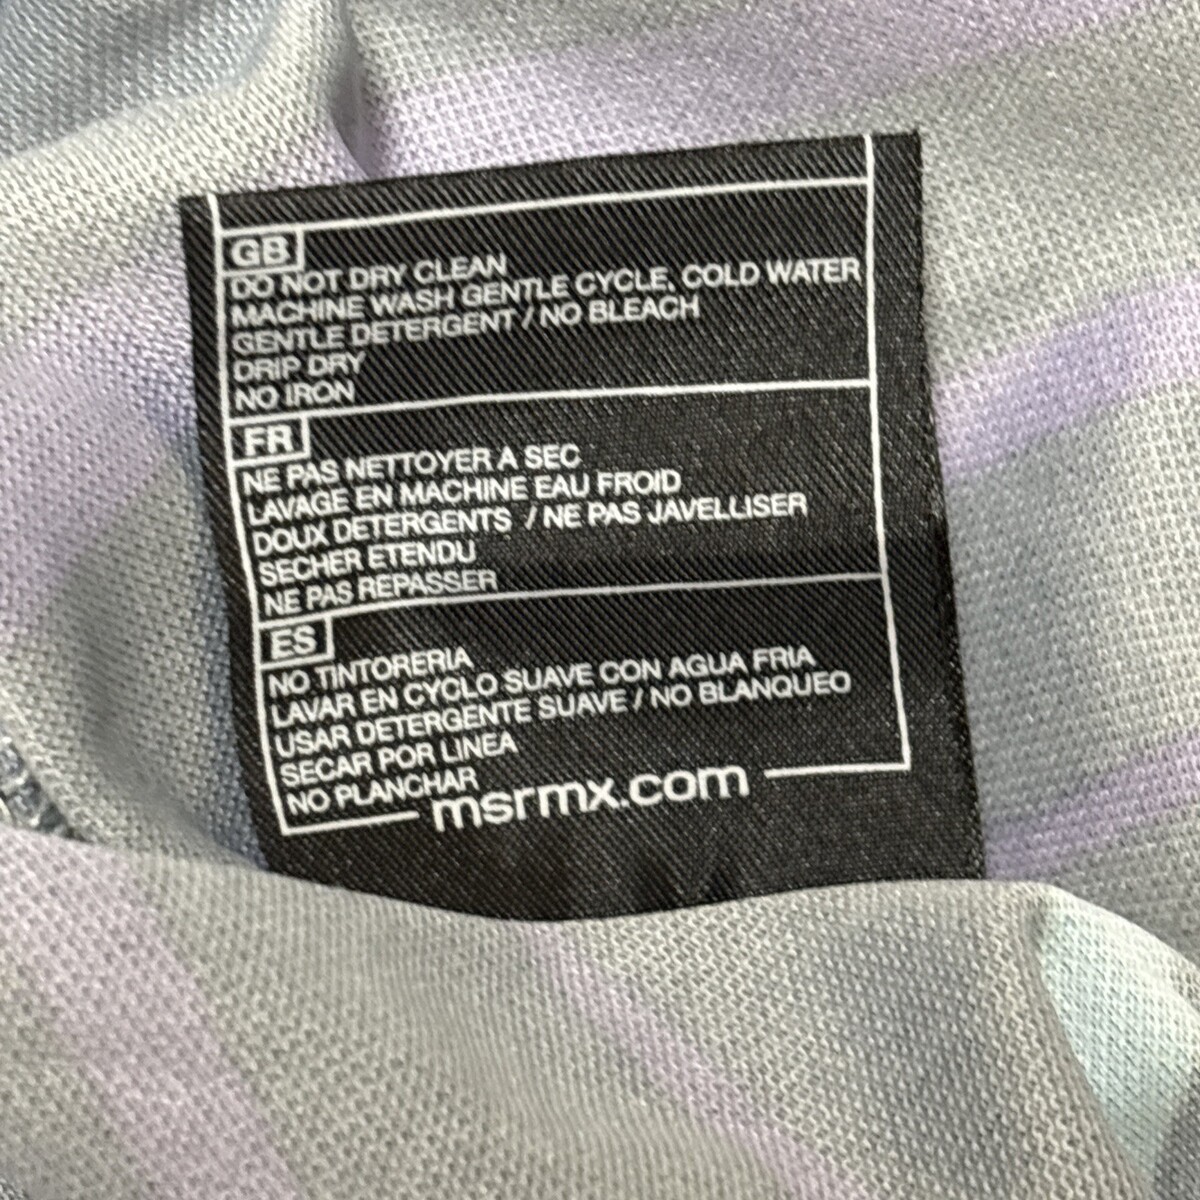 GB
DO NOT DRY CLEAN
MACHINE WASH GENTLE CYCLE, COLD WATER
GENTLE DETERGENT / NO BLEACH
DRIP DRY
NO IRON
FR
NE PAS NETTOYER A SEC
LAVAGE EN MACHINE EAU FROID
DOUX DETERGENTS / NE PAS JAVELLISER
SECHER ETENDU
NE PAS REPASSER
ES
NO TINTORERIA
LAVAR EN CYCLO SUAVE CON AGUA FRIA
USAR DETERGENTE SUAVE / NO BLANQUEO
SECAR POR LINEA
NO PLANCHAR
msrmx.com